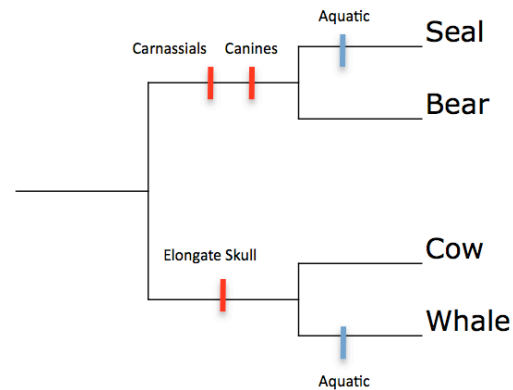 Aquatic
Seal
Carnassials Canines
Bear
Elongate Skull
Cow
Whale
Aquatic